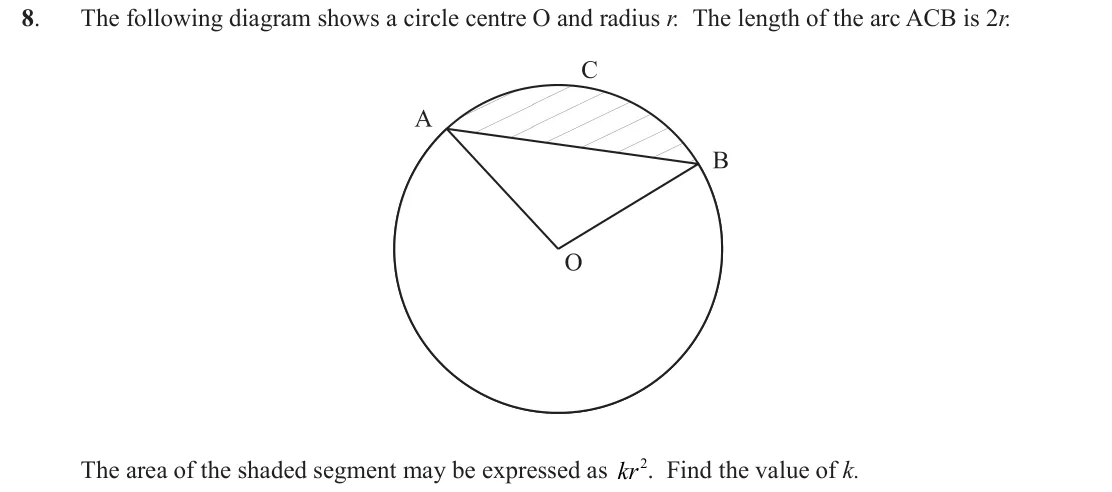 8. The following diagram shows a circle centre O and radius r. The length of the arc ACB is 2r.
C
A
B
O
The area of the shaded segment may be expressed as kr². Find the value of k.